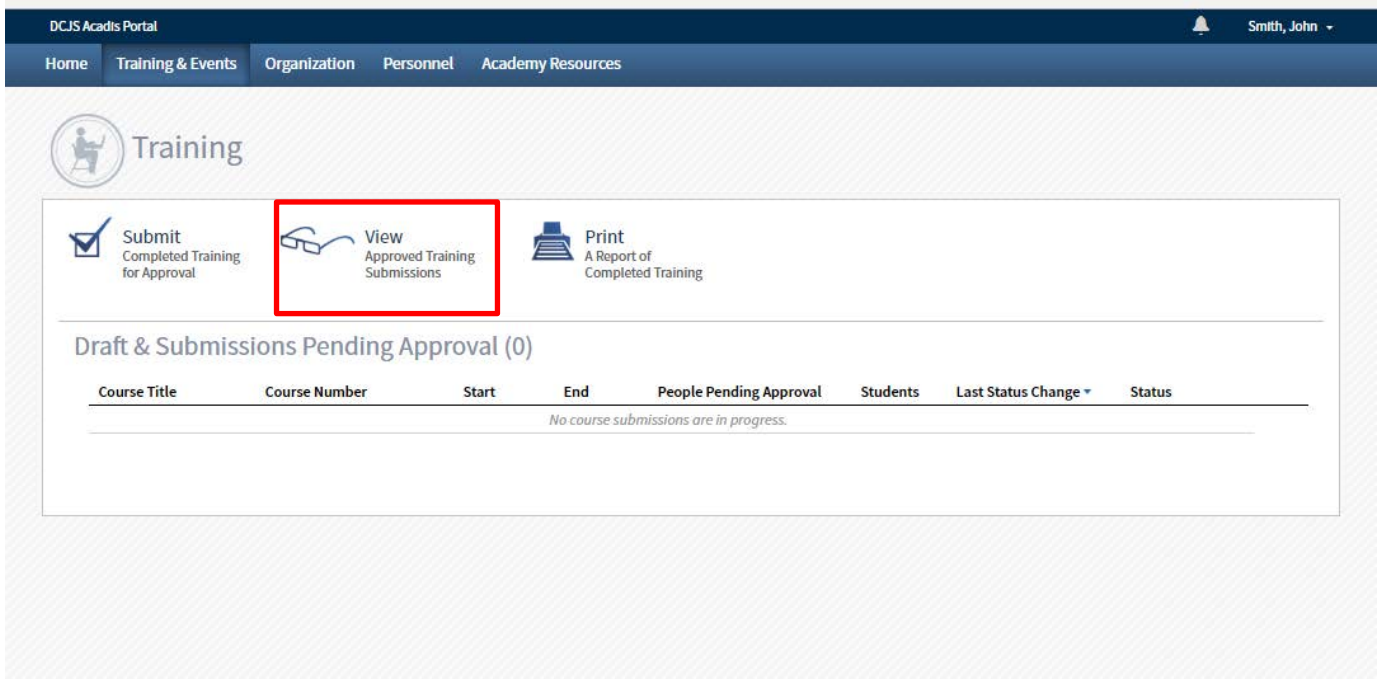 DCJS Acadis Portal
Smith, John
Home Training & Events Organization Personnel Academy Resources
Training
Submit
Completed Training
for Approval
View
Approved Training
Submissions
Print
A Report of
Completed Training
Draft & Submissions Pending Approval (0)
Course Title Course Number Start End People Pending Approval Students Last Status Change Status
No course submissions are in progress.